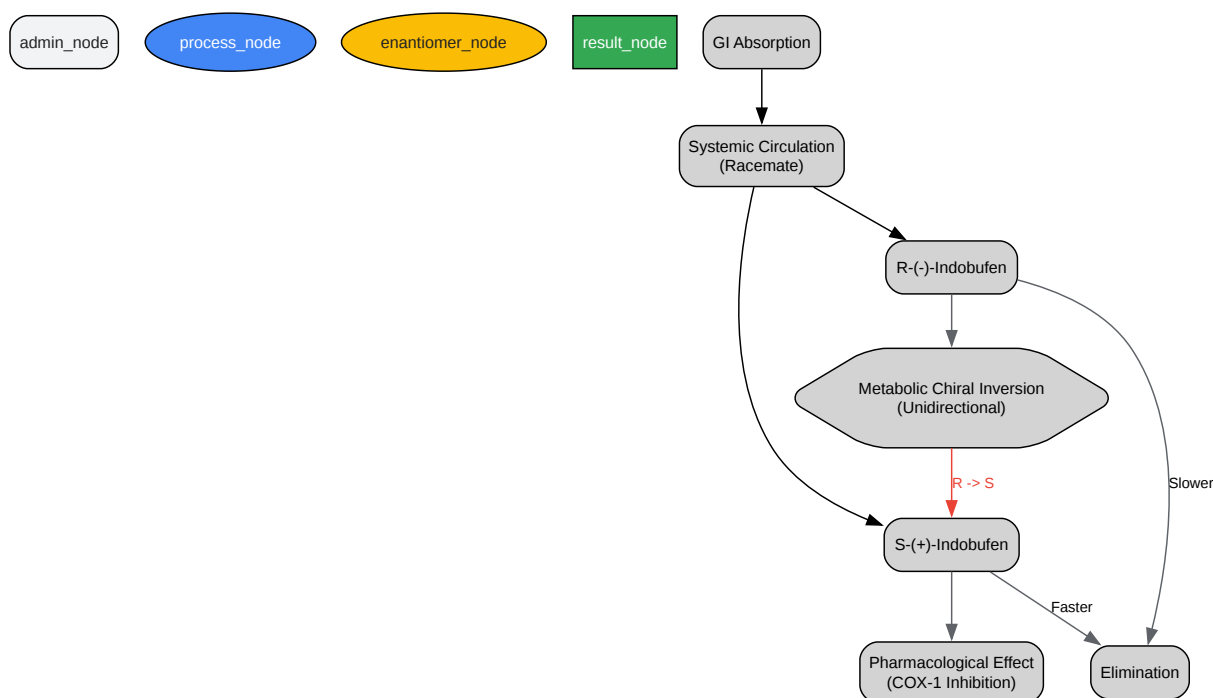 admin_node
process_node
enantiomer_node
result_node
GI Absorption
Systemic Circulation
(Racemate)
R-(-)-Indobufen
Metabolic Chiral Inversion
(Unidirectional)
R -> S
Slower
S-(+)-Indobufen
Faster
Pharmacological Effect
(COX-1 Inhibition)
Elimination